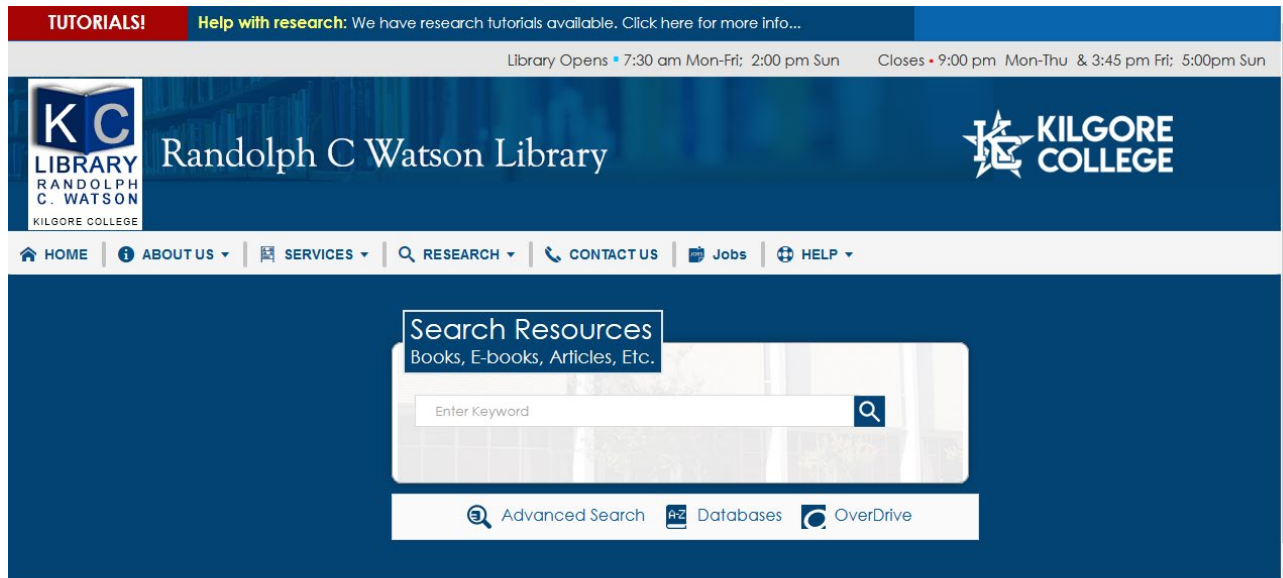 TUTORIALS! Help with research: We have research tutorials available. Click here for more info...
Library Opens ▪ 7:30 am Mon-Fri; 2:00 pm Sun Closes • 9:00 pm Mon-Thu & 3:45 pm Fri; 5:00pm Sun
KC
LIBRARY
RANDOLPH
C. WATSON
KILGORE COLLEGE
Randolph C Watson Library
KILGORE
COLLEGE
HOME ABOUT US SERVICES RESEARCH CONTACT US Jobs HELP
Search Resources
Books, E-books, Articles, Etc.
Enter Keyword
Advanced Search A-Z Databases OverDrive